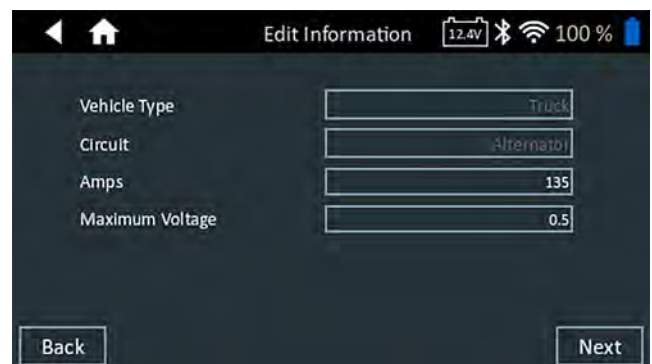 Edit Information 12.4V 100 %
Vehicle Type Truck
Circuit Alternator
Amps 135
Maximum Voltage 0.5
Back Next